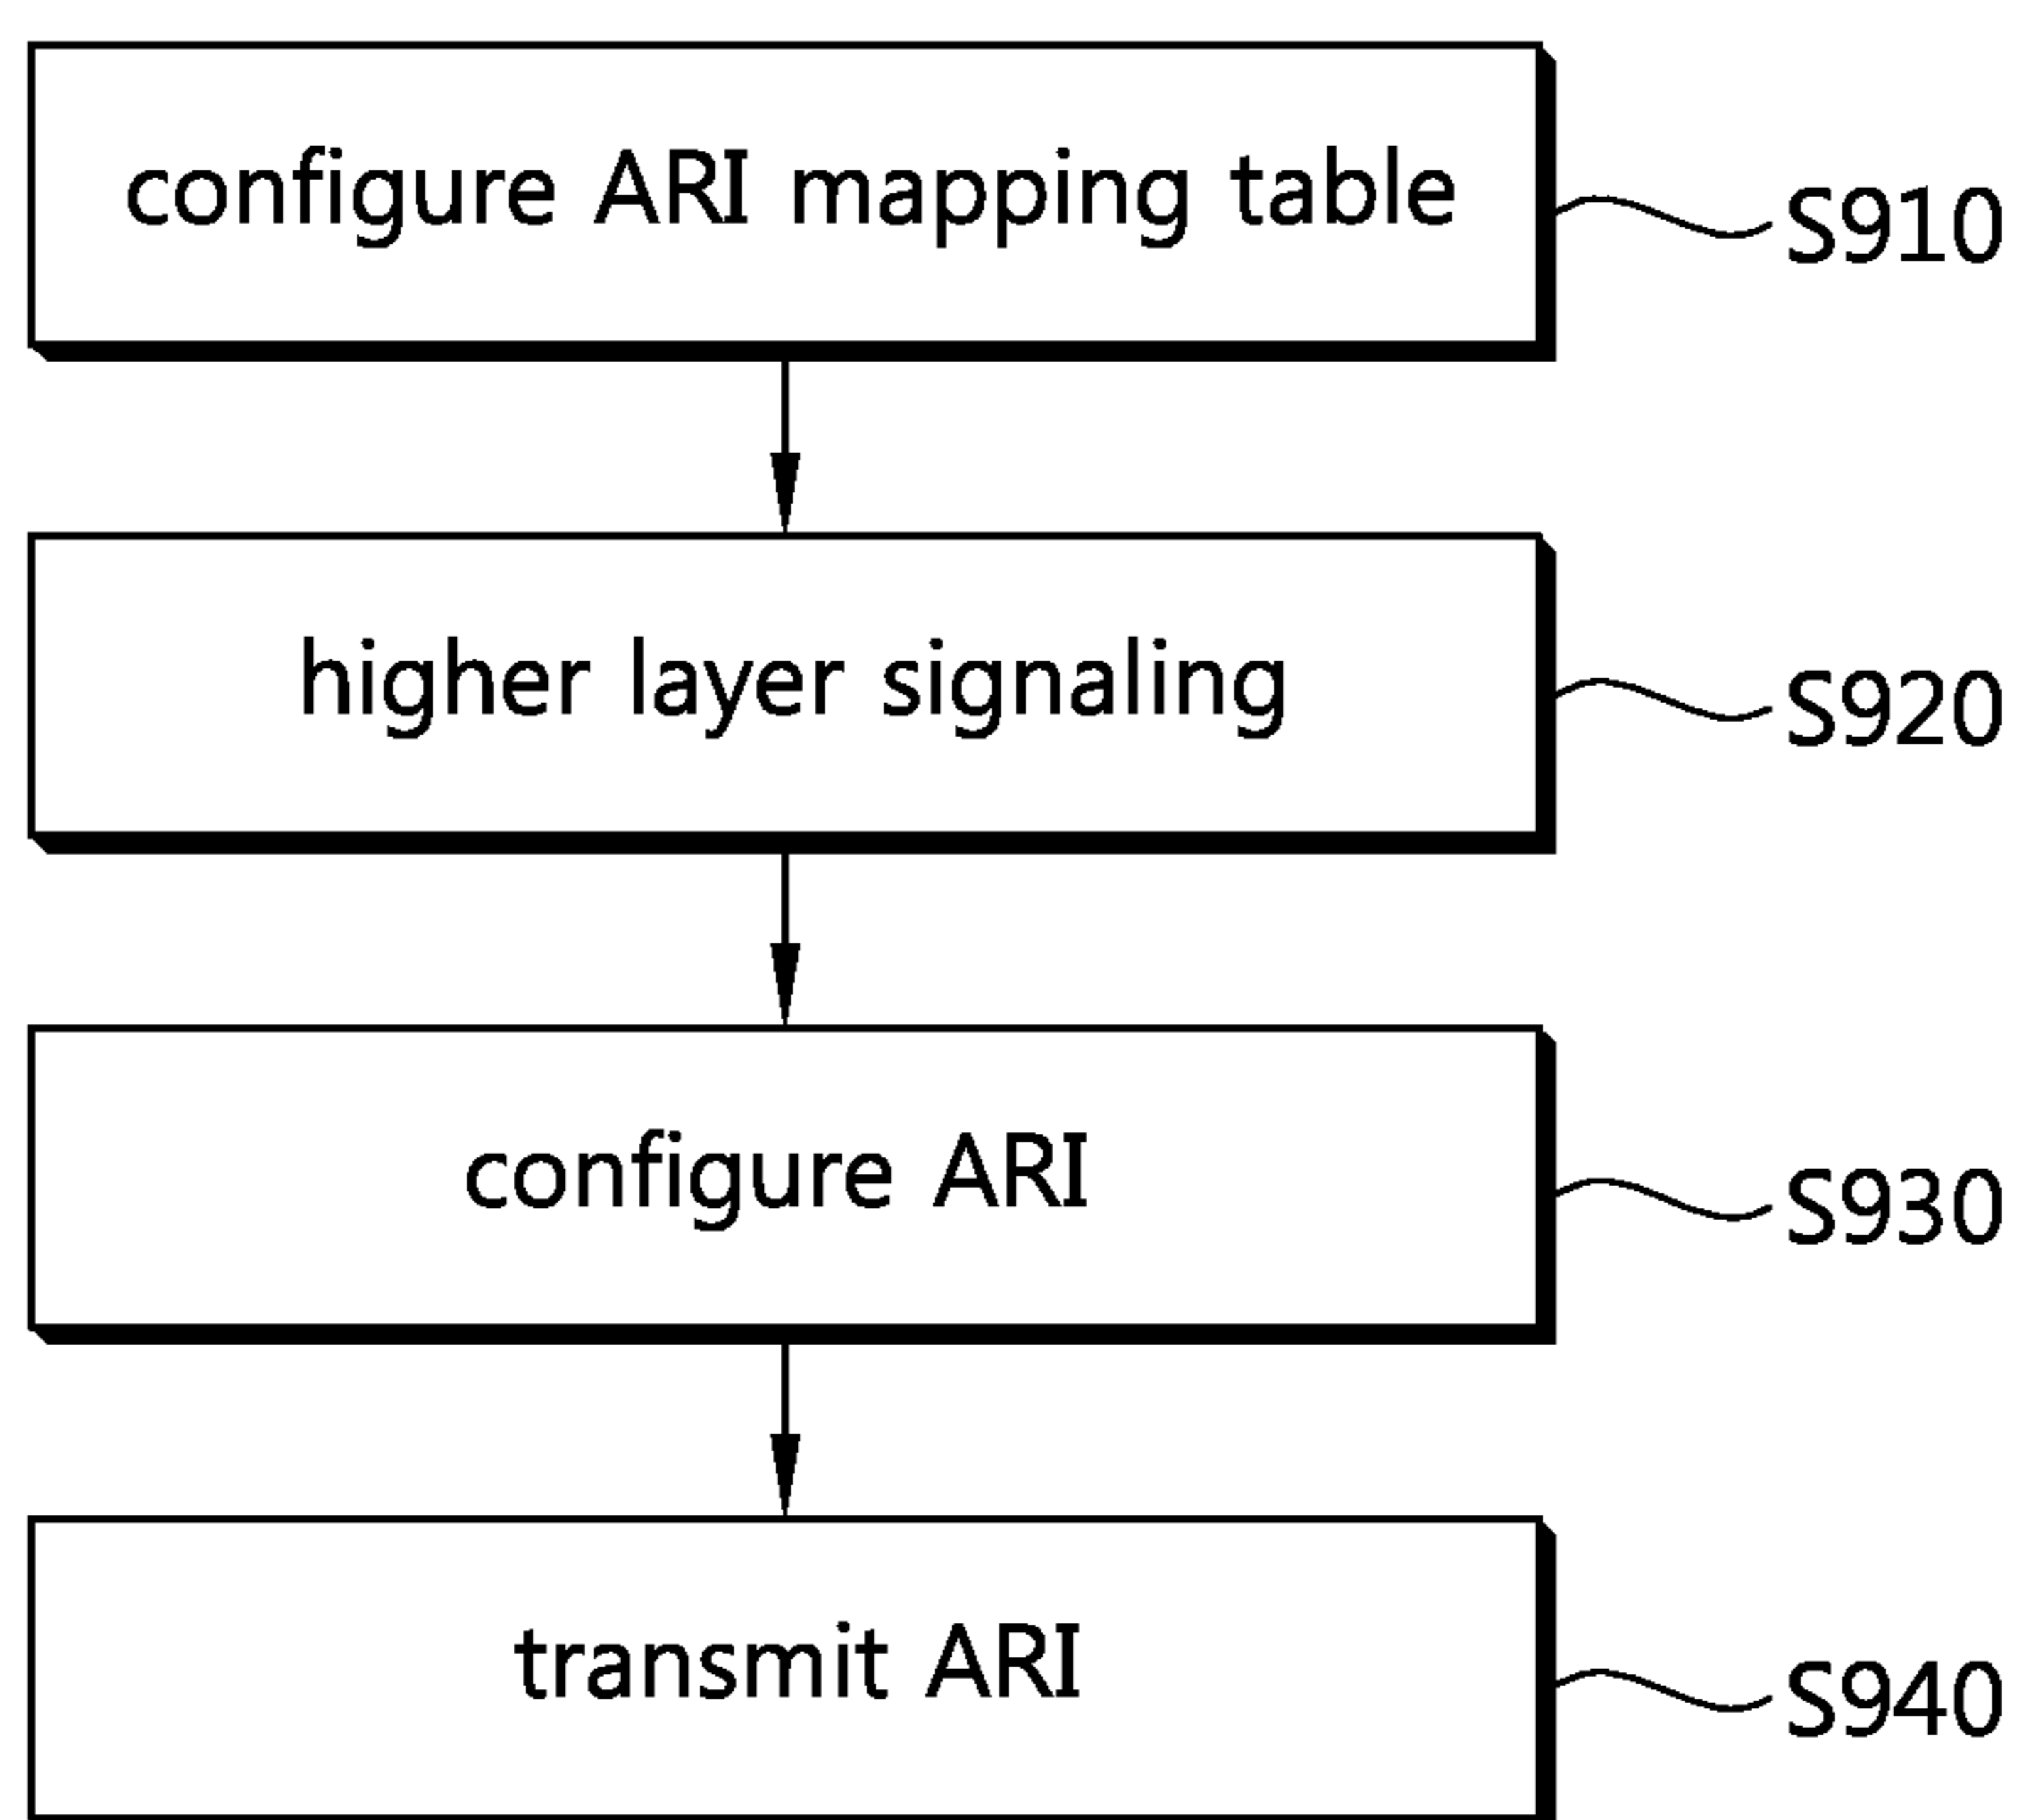 configure ARI mapping table
S910
higher layer signaling
S920
configure ARI
S930
transmit ARI
S940